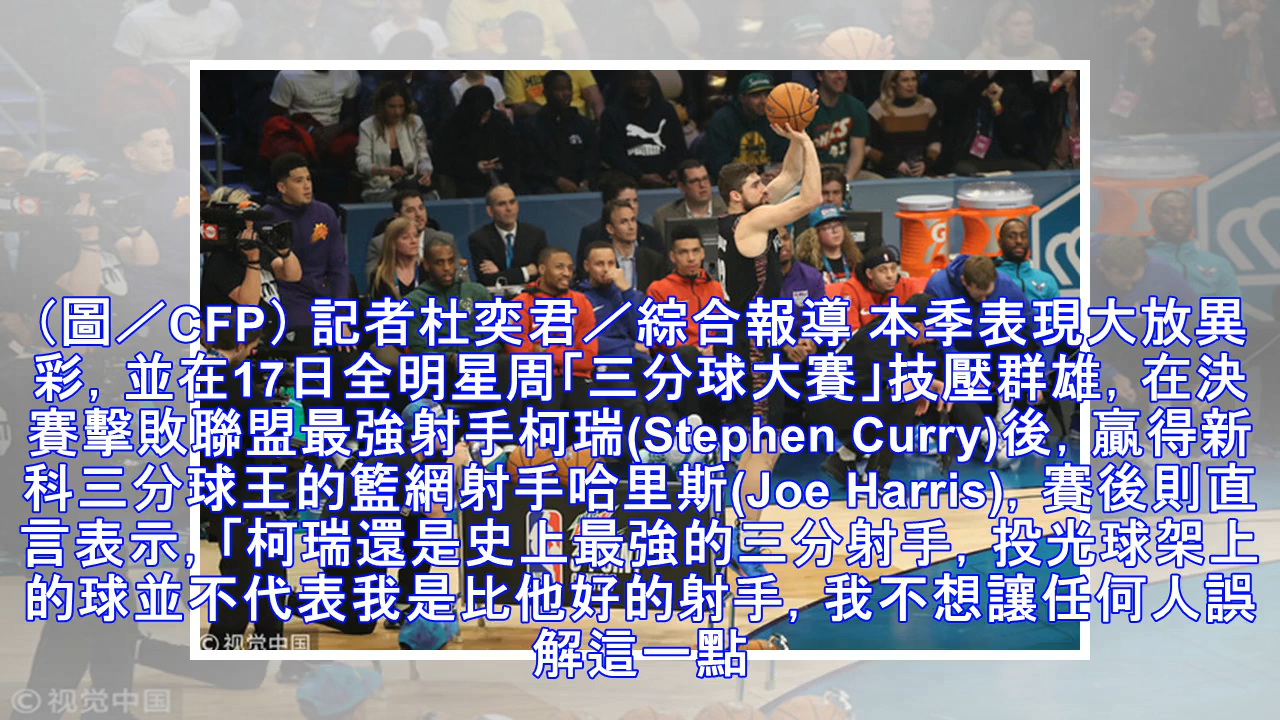 （圖／CFP）記者杜奕君／綜合報導 本季表現大放異
彩, 並在17日全明星周「三分球大賽」技壓群雄, 在決
賽擊敗聯盟最強射手柯瑞(Stephen Curry)後, 贏得新
科三分球王的籃網射手哈里斯(Joe Harris), 賽後則直
言表示,「柯瑞還是史上最強的三分射手, 投光球架上
的球並不代表我是比他好的射手, 我不想讓任何人誤
解這一點
© 视觉中国
© 视觉中国